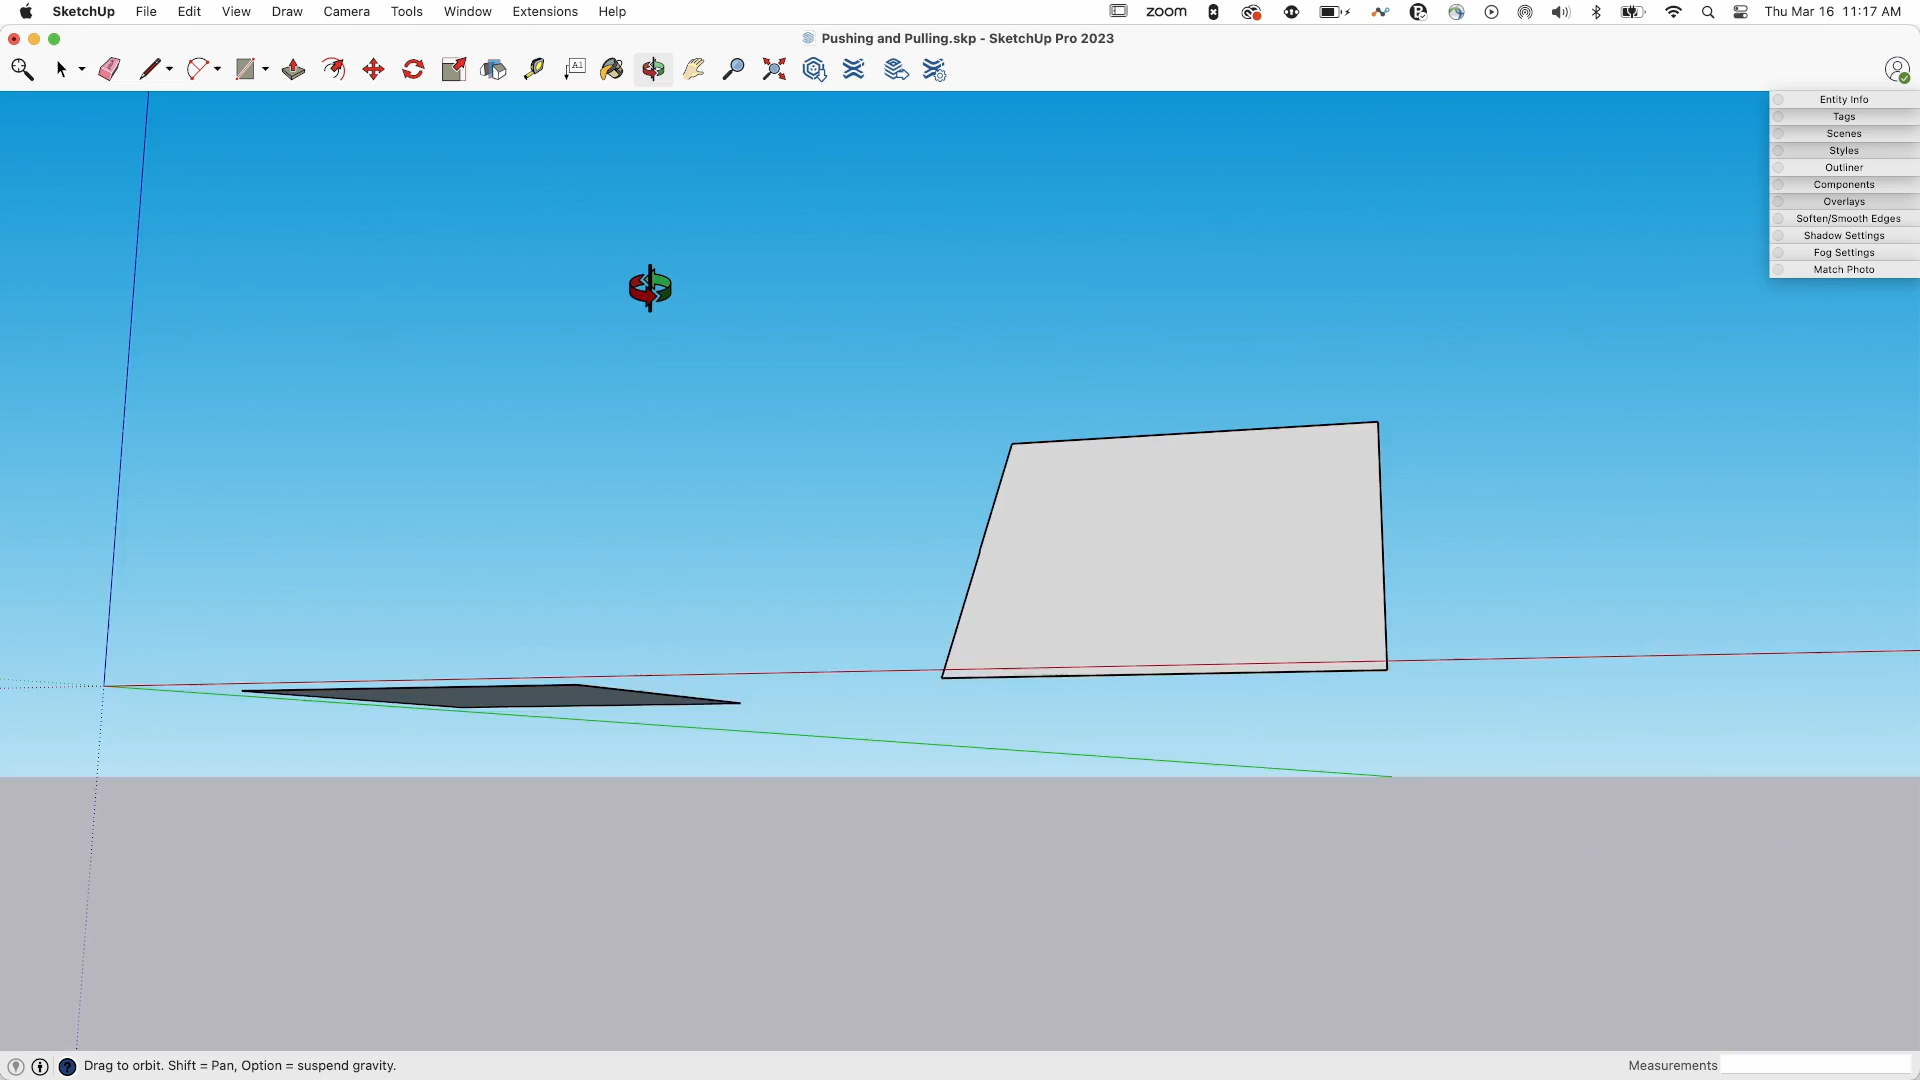 SketchUp File Edit View Draw Camera Tools Window Extensions Help zoom Thu Mar 16 11:17 AM
Pushing and Pulling.skp - SketchUp Pro 2023
A1
Entity Info
Tags
Scenes
Styles
Outliner
Components
Overlays
Soften/Smooth Edges
Shadow Settings
Fog Settings
Match Photo
Drag to orbit. Shift = Pan, Option = suspend gravity.
Measurements